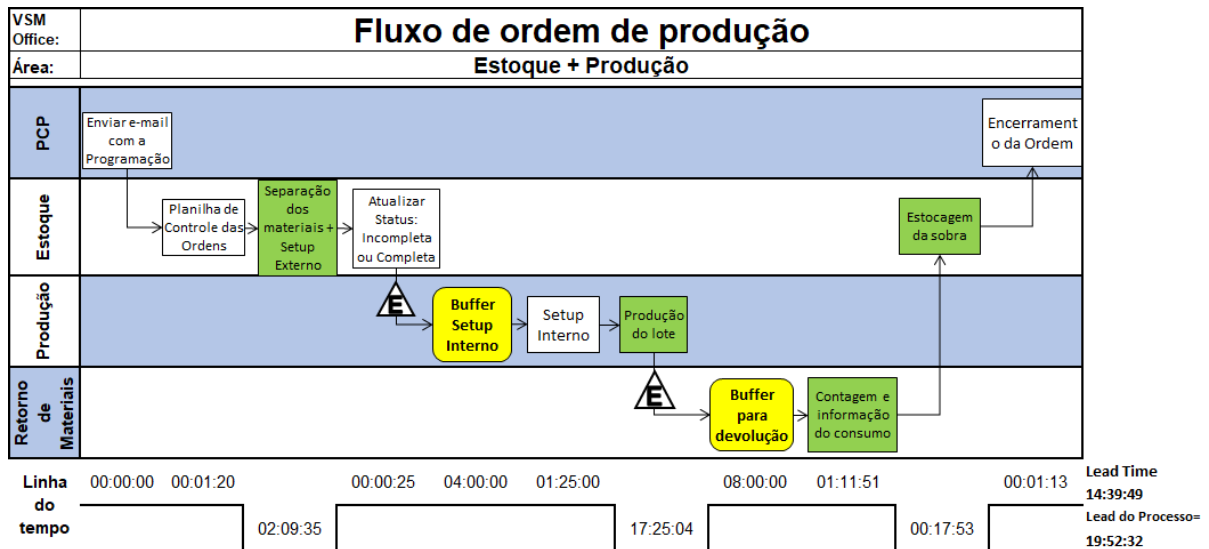 VSM
Office:
Fluxo de ordem de produção
Área:
Estoque + Produção
PCP
Enviar e-mail
com a
Programação
Encerrament
o da Ordem
Estoque
Planilha de
Controle das
Ordens
Separação
dos
materiais +
Setup
Externo
Atualizar
Status:
Incompleta
ou Completa
Estocagem
da sobra
Produção
E
Buffer
Setup
Interno
Setup
Interno
Produção
do lote
Retorno
de
Materiais
E
Buffer
para
devolução
Contagem e
informação
do consumo
Linha
do
tempo
00:00:00 00:01:20 00:00:25 04:00:00 01:25:00 08:00:00 01:11:51 00:01:13
02:09:35 17:25:04 00:17:53
Lead Time
14:39:49
Lead do Processo=
19:52:32